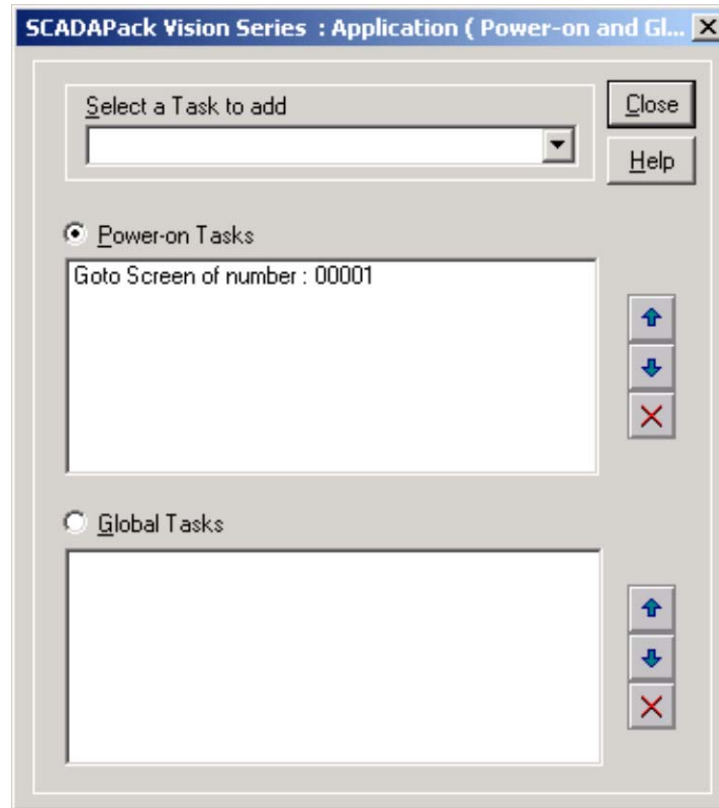 SCADAPack Vision Series : Application ( Power-on and Gl...
Select a Task to add
Close
Help
Power-on Tasks
Goto Screen of number : 00001
Global Tasks